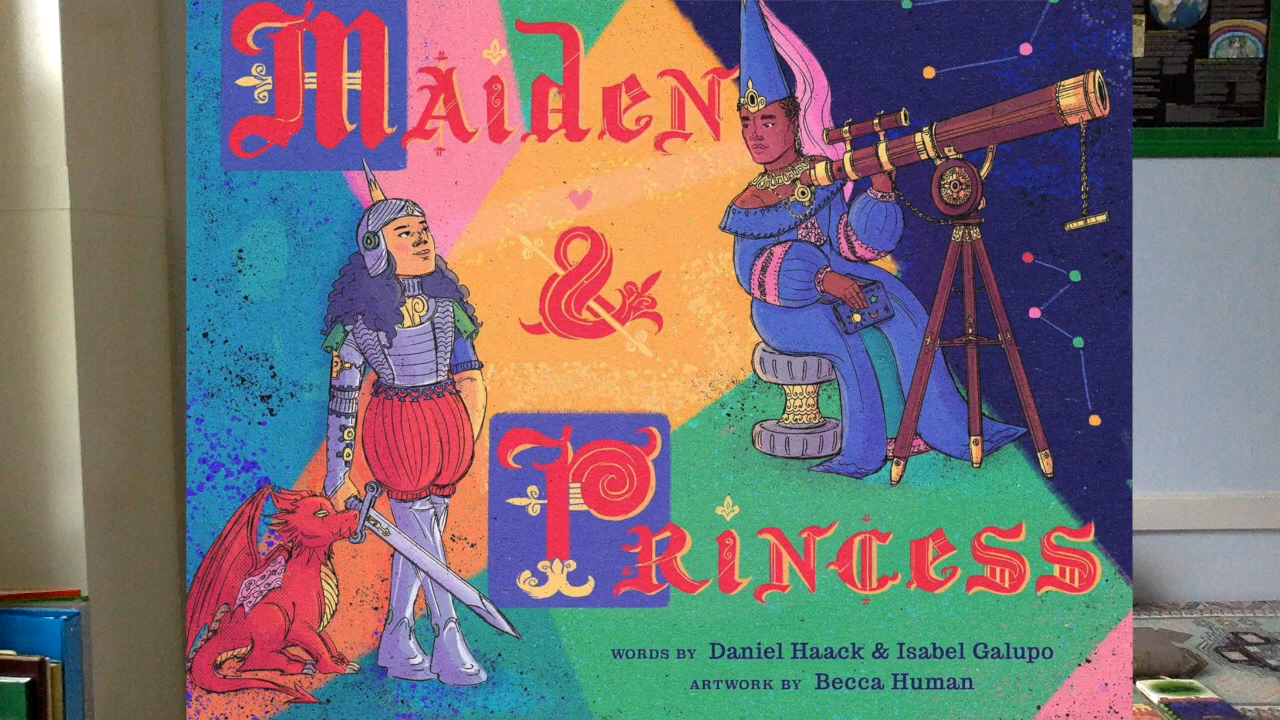 Maiden
&
Princess
WORDS BY Daniel Haack & Isabel Galupo
ARTWORK BY Becca Human